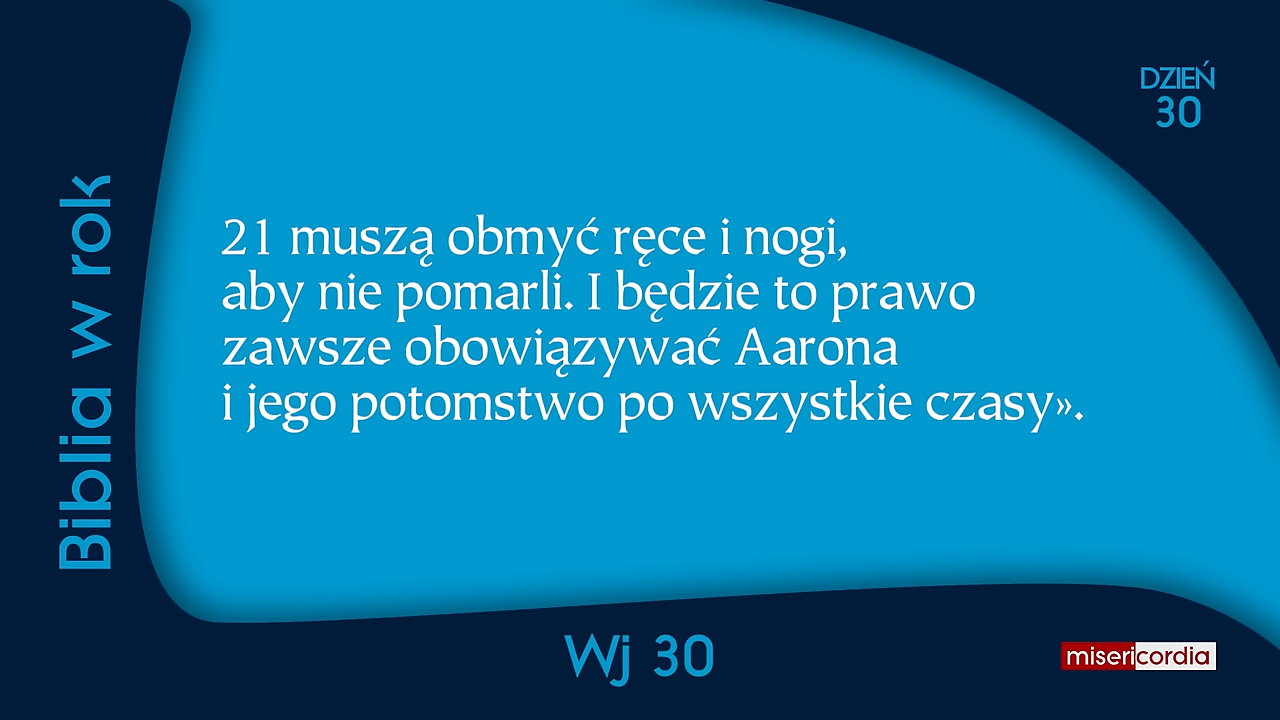 DZIEŃ
30
Biblia w rok
21 muszą obmyć ręce i nogi,
aby nie pomarli. I będzie to prawo
zawsze obowiązywać Aarona
i jego potomstwo po wszystkie czasy».
Wj 30
misericordia